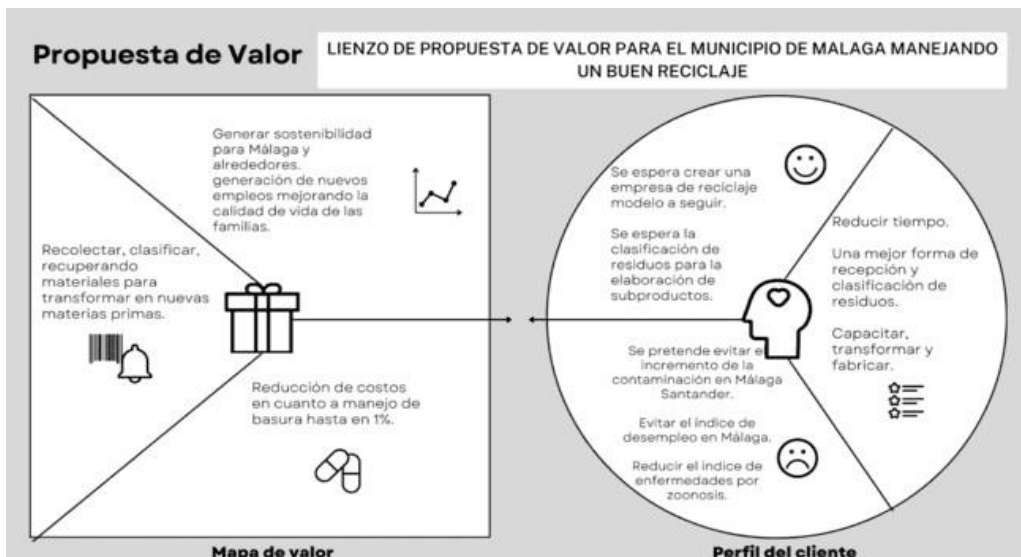 Propuesta de Valor
LIENZO DE PROPUESTA DE VALOR PARA EL MUNICIPIO DE MALAGA MANEJANDO
UN BUEN RECICLAJE
Generar sostenibilidad
para Málaga y
alrededores.
generación de nuevos
empleos mejorando la
calidad de vida de las
familias.
Recolectar, clasificar,
recuperando
materiales para
transformar en nuevas
materias primas.
Reducción de costos
en cuanto a manejo de
basura hasta en 1%.
Mapa de valor
Se espera crear una
empresa de reciclaje
modelo a seguir.
Se espera la
clasificación de
residuos para la
elaboración de
subproductos.
Reducir tiempo.
Una mejor forma de
recepción y
clasificación de
residuos.
Capacitar,
transformar y
fabricar.
Se pretende evitar el
incremento de la
contaminación en Málaga
Santander.
Evitar el índice de
desempleo en Málaga.
Reducir el índice de
enfermedades por
zoonosis.
Perfil del cliente